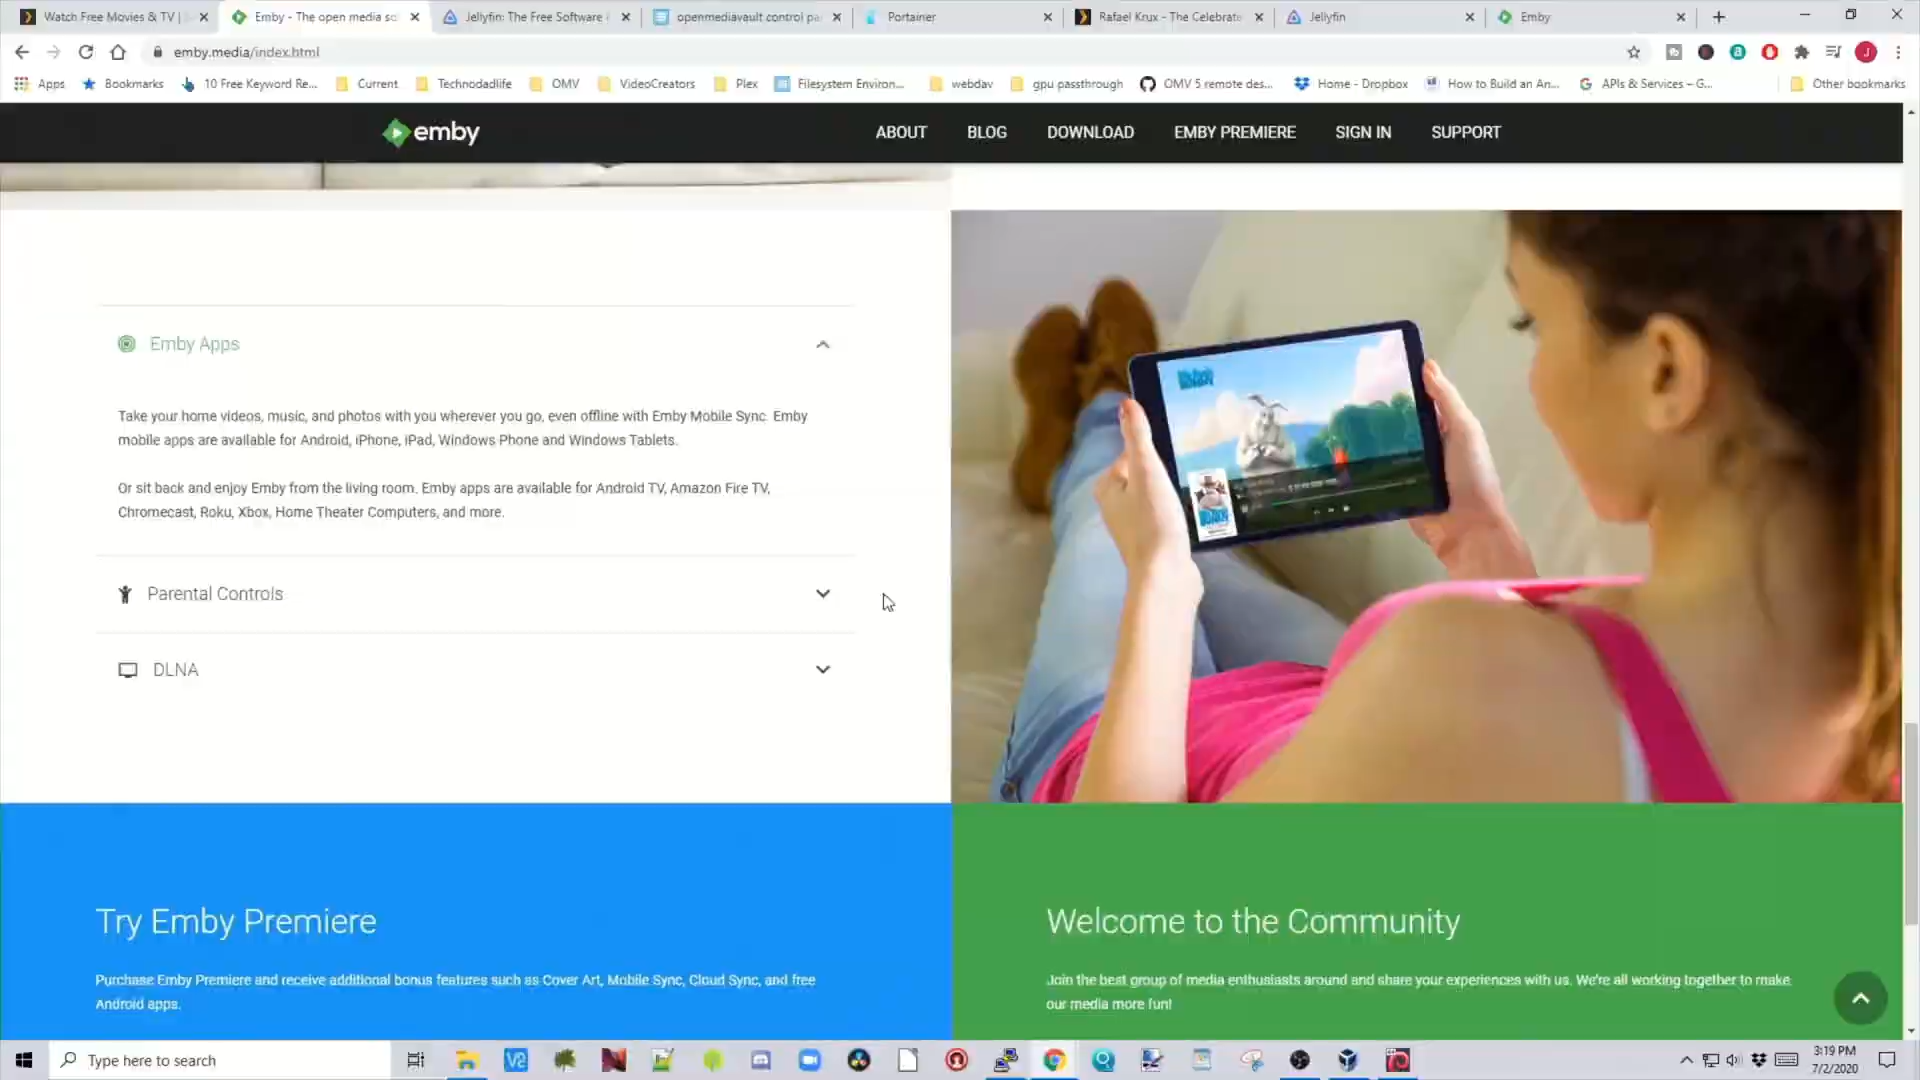 Watch Free Movies & TV |
Emby - The open media so
Jellyfin: The Free Software
openmediavault control pa
Portainer
Rafael Krux - The Celebrate
Jellyfin
Emby
emby.media/index.html
J
Apps
Bookmarks
10 Free Keyword Re...
Current
Technodadlife
OMV
VideoCreators
Plex
Filesystem Environ...
webdav
gpu passthrough
OMV 5 remote des...
Home - Dropbox
How to Build an An...
APIs & Services – G...
Other bookmarks
emby
ABOUT
BLOG
DOWNLOAD
EMBY PREMIERE
SIGN IN
SUPPORT
Emby Apps
Take your home videos, music, and photos with you wherever you go, even offline with Emby Mobile Sync. Emby
mobile apps are available for Android, iPhone, iPad, Windows Phone and Windows Tablets.
Or sit back and enjoy Emby from the living room. Emby apps are available for Android TV, Amazon Fire TV,
Chromecast, Roku, Xbox, Home Theater Computers, and more.
Parental Controls
DLNA
Try Emby Premiere
Purchase Emby Premiere and receive additional bonus features such as Cover Art, Mobile Sync, Cloud Sync, and free
Android apps.
Welcome to the Community
Join the best group of media enthusiasts around and share your experiences with us. We're all working together to make
our media more fun!
Type here to search
3:19 PM
7/2/2020